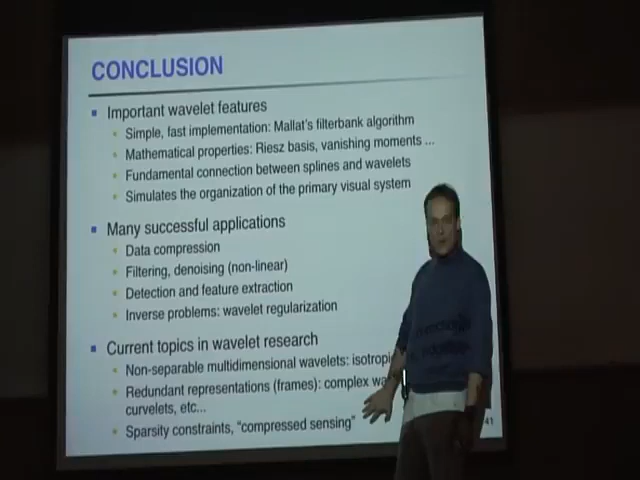 CONCLUSION
Important wavelet features
Simple, fast implementation: Mallat's filterbank algorithm
Mathematical properties: Riesz basis, vanishing moments ...
Fundamental connection between splines and wavelets
Simulates the organization of the primary visual system
Many successful applications
Data compression
Filtering, denoising (non-linear)
Detection and feature extraction
Inverse problems: wavelet regularization
Current topics in wavelet research
Non-separable multidimensional wavelets: isotropi
Redundant representations (frames): complex wa
curvelets, etc...
Sparsity constraints, "compressed sensing"
41